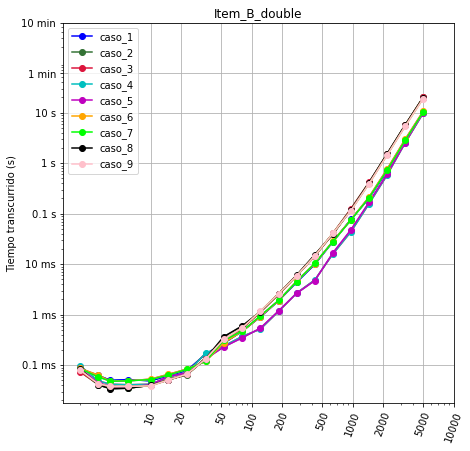 Item_B_double
10 min
1 min
10 s
1 s
0.1 s
10 ms
1 ms
0.1 ms
Tiempo transcurrido (s)
caso_1
caso_2
caso_3
caso_4
caso_5
caso_6
caso_7
caso_8
caso_9
10
20
50
100
200
500
1000
2000
5000
10000